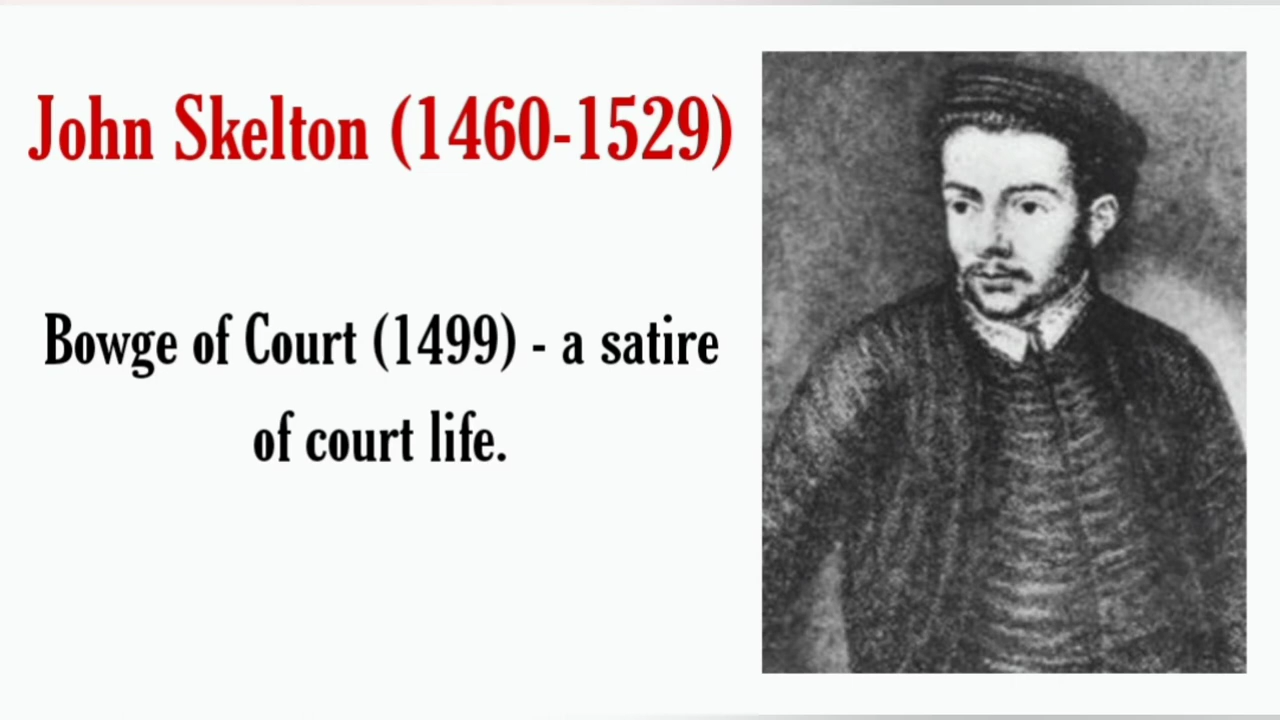 John Skelton (1460-1529)
Bowge of Court (1499) - a satire
of court life.